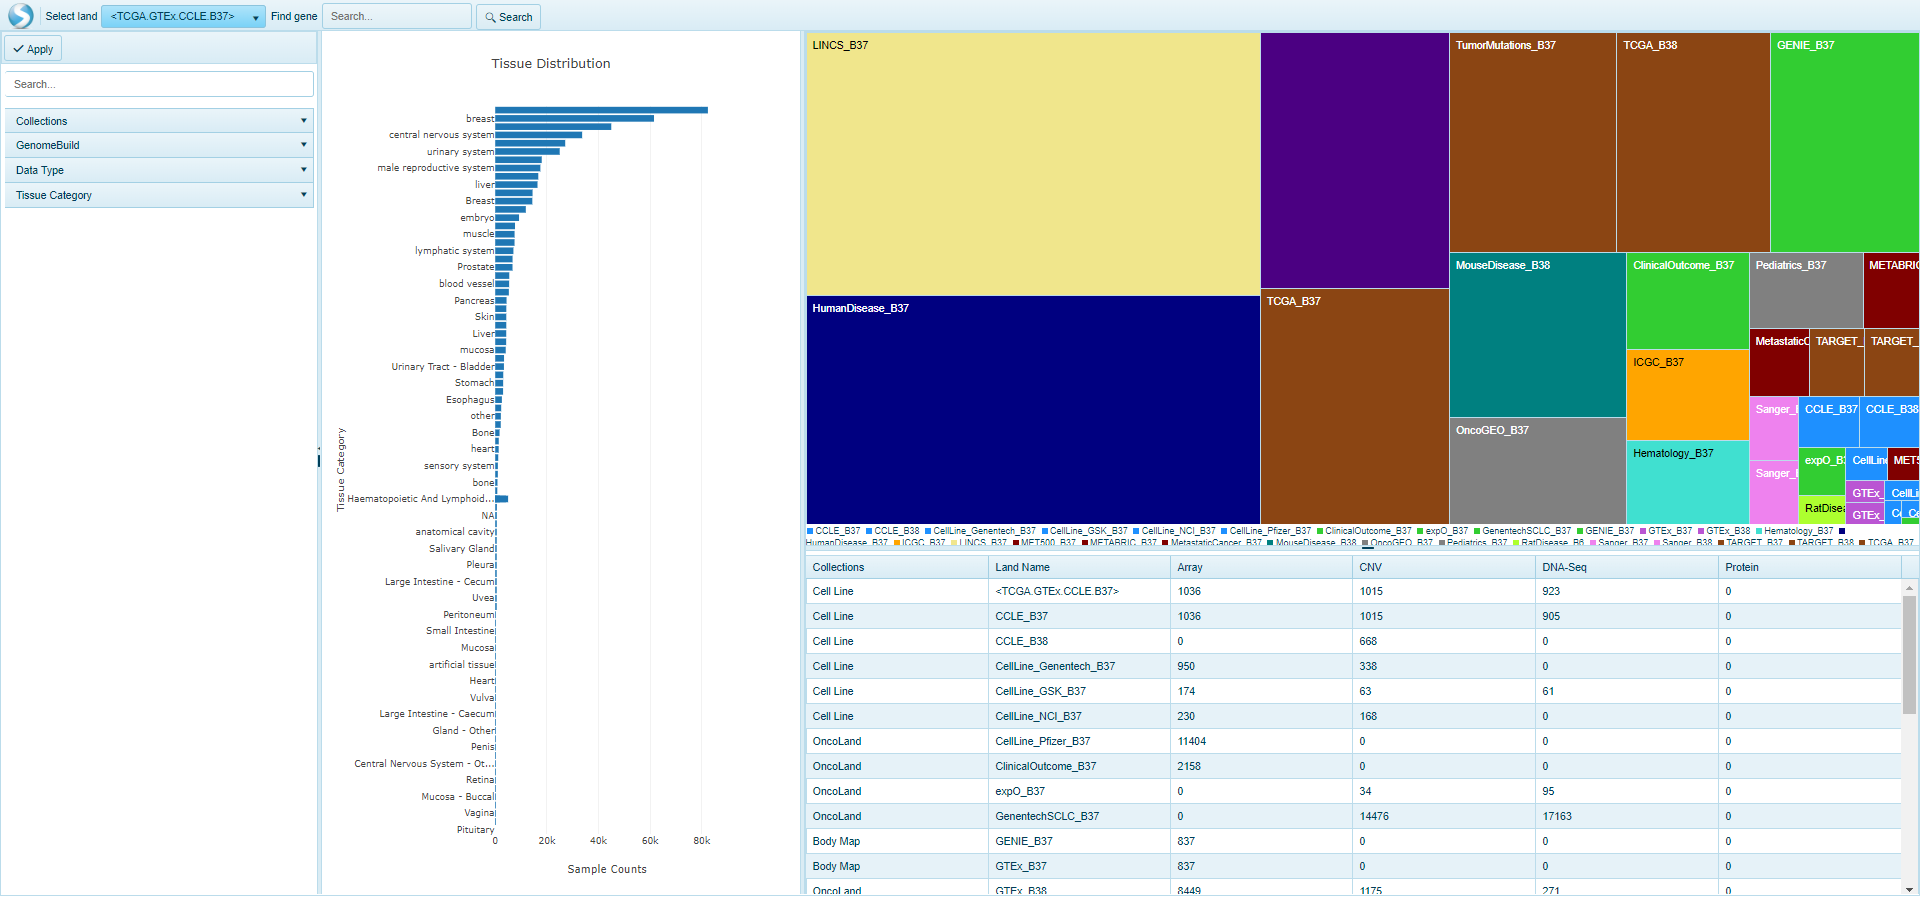 Select land <TCGA.GTEx.CCLE.B37> Find gene Search... Search
Apply
Search...
Collections
GenomeBuild
Data Type
Tissue Category
Tissue Distribution
breast
central nervous system
urinary system
male reproductive system
liver
Breast
embryo
muscle
lymphatic system
Prostate
blood vessel
Pancreas
Skin
Liver
mucosa
Urinary Tract - Bladder
Stomach
Esophagus
other
Bone
heart
sensory system
bone
Haematopoietic And Lymphoid...
NA
anatomical cavity
Salivary Gland
Pleura
Large Intestine - Cecum
Uvea
Peritoneum
Small Intestine
Mucosa
artificial tissue
Heart
Vulva
Large Intestine - Caecum
Gland - Other
Penis
Central Nervous System - Ot...
Retina
Mucosa - Buccal
Vagina
Pituitary
0 20k 40k 60k 80k
Sample Counts
Tissue Category
LINCS_B37
HumanDisease_B37
TCGA_B37
TumorMutations_B37
TCGA_B38
GENIE_B37
MouseDisease_B38
OncoGEO_B37
ClinicalOutcome_B37
ICGC_B37
Hematology_B37
Pediatrics_B37
METABRIC
MetastaticC
TARGET_
TARGET_
Sanger_
Sanger_
CCLE_B37
CCLE_B38
expO_B3
CellLine
MET5
GTEx_
CellLi
GTEx_
RatDisea
CCLE_B37 CCLE_B38 CellLine_Genentech_B37 CellLine_GSK_B37 CellLine_NCI_B37 CellLine_Pfizer_B37 ClinicalOutcome_B37 expO_B37 GenentechSCLC_B37 GENIE_B37 GTEx_B37 GTEx_B38 Hematology_B37
HumanDisease_B37 ICGC_B37 LINCS_B37 MET500_B37 METABRIC_B37 MetastaticCancer_B37 MouseDisease_B38 OncoGEO_B37 Pediatrics_B37 RatDisease_B6 Sanger_B37 Sanger_B38 TARGET_B37 TARGET_B38 TCGA_B37
Collections Land Name Array CNV DNA-Seq Protein
Cell Line <TCGA.GTEx.CCLE.B37> 1036 1015 923 0
Cell Line CCLE_B37 1036 1015 905 0
Cell Line CCLE_B38 0 668 0 0
Cell Line CellLine_Genentech_B37 950 338 0 0
Cell Line CellLine_GSK_B37 174 63 61 0
Cell Line CellLine_NCI_B37 230 168 0 0
OncoLand CellLine_Pfizer_B37 11404 0 0 0
OncoLand ClinicalOutcome_B37 2158 0 0 0
OncoLand expO_B37 0 34 95 0
OncoLand GenentechSCLC_B37 0 14476 17163 0
Body Map GENIE_B37 837 0 0 0
Body Map GTEx_B37 837 0 0 0
OncoLand GTEx_B38 8449 1175 271 0